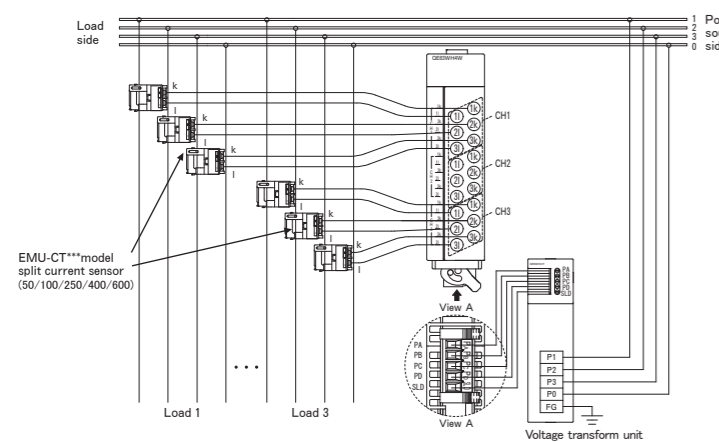 Load
side
1
2
3
0
Po
sou
sid
QE83WH4W
k
l
k
l
k
l
k
l
k
l
k
l
1k
1l
2k
2l
3k
3l
CH1
1k
1l
2k
2l
3k
3l
CH2
1k
1l
2k
2l
3k
3l
CH3
EMU-CT***model
split current sensor
(50/100/250/400/600)
View A
PA
PB
PC
PD
SLD
PA
PB
PC
PD
SLD
View A
P1
P2
P3
P0
FG
Load 1
• • •
Load 3
Voltage transform unit